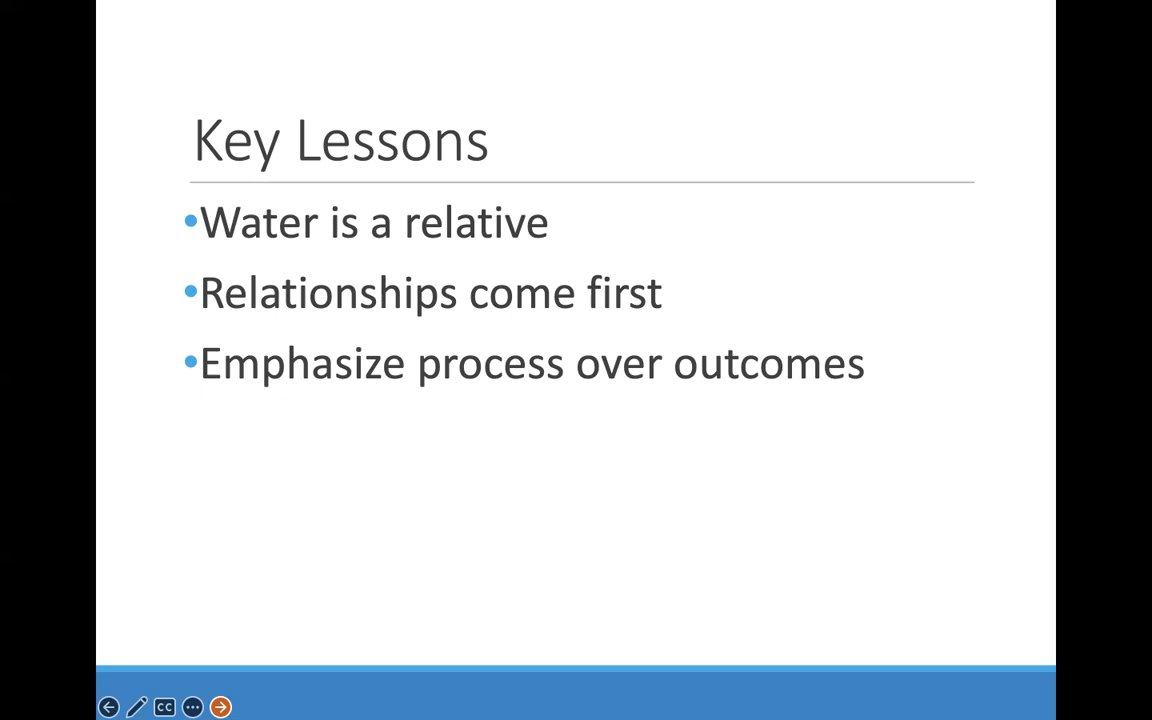 Key Lessons
•Water is a relative
•Relationships come first
•Emphasize process over outcomes
CC